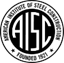 AMERICAN INSTITUTE OF STEEL CONSTRUCTION
AISC
FOUNDED 1921